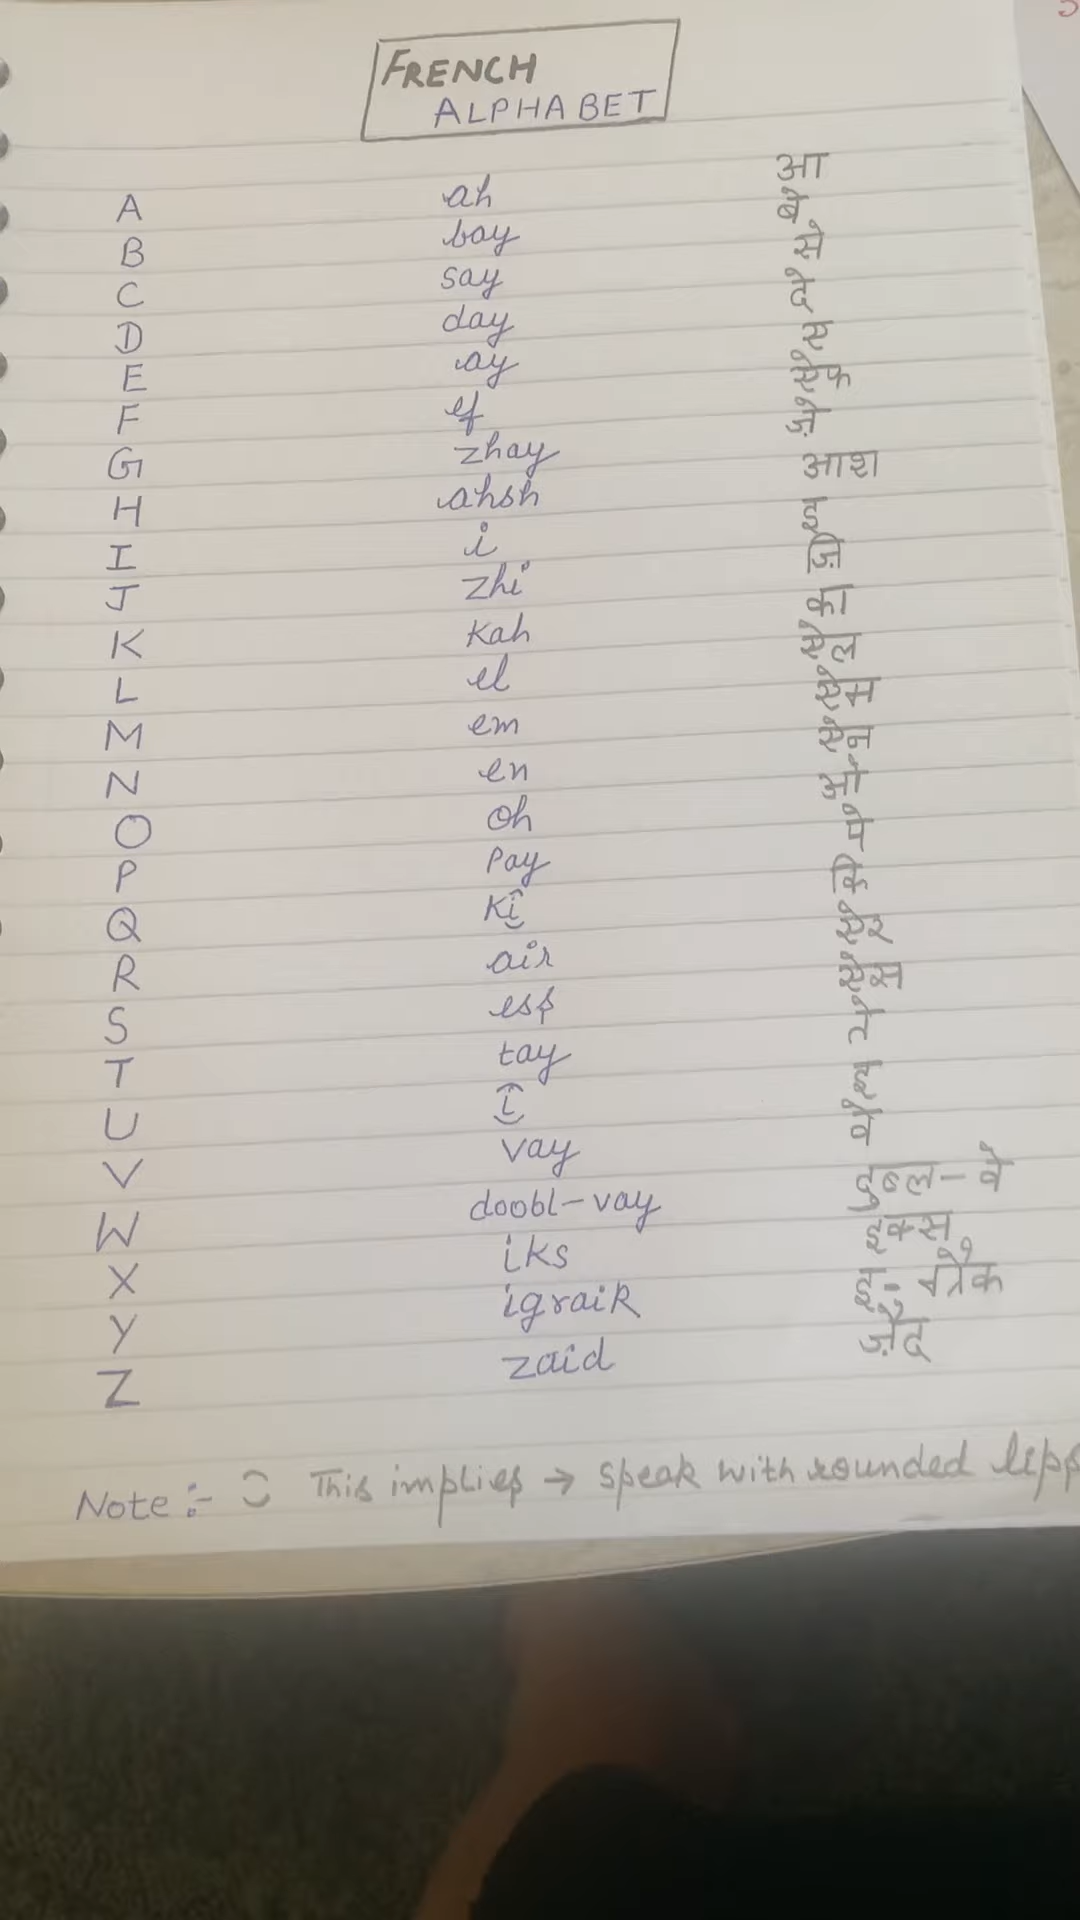 FRENCH
ALPHABET
A ah आ
B bay बे
C say से
D day दे
E ay ए
F ef ऐफ
G zhay ज़े
H ahsh आश
I i इ
J zhi ज़ी
K kah का
L el ऐल
M em ऐम
N en ऐन
O oh ओ
P pay पे
Q ki की
R air ऐर
S ess ऐस
T tay ते
U i इ
V vay वे
W doobl-vay दुब्ल-वे
X iks इक्स
Y igraik
Z zaid ज़ैद
Note :- This implies → speak with rounded lips